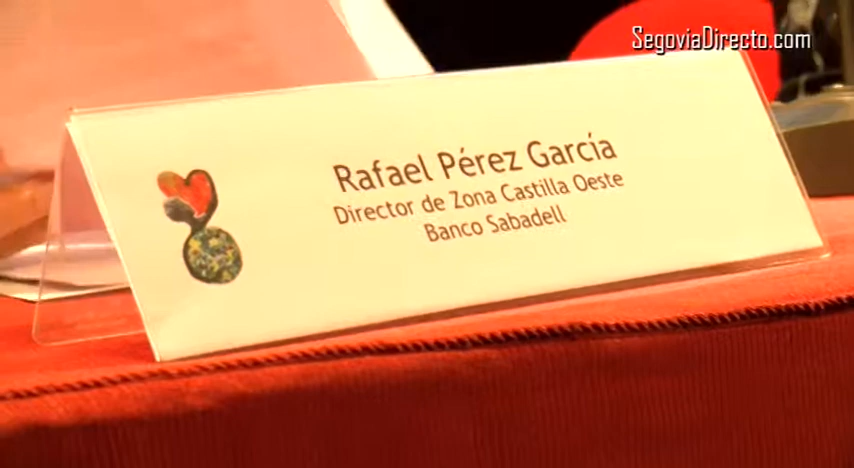 SegoviaDirecto.com
Rafael Pérez García
Director de Zona Castilla Oeste
Banco Sabadell